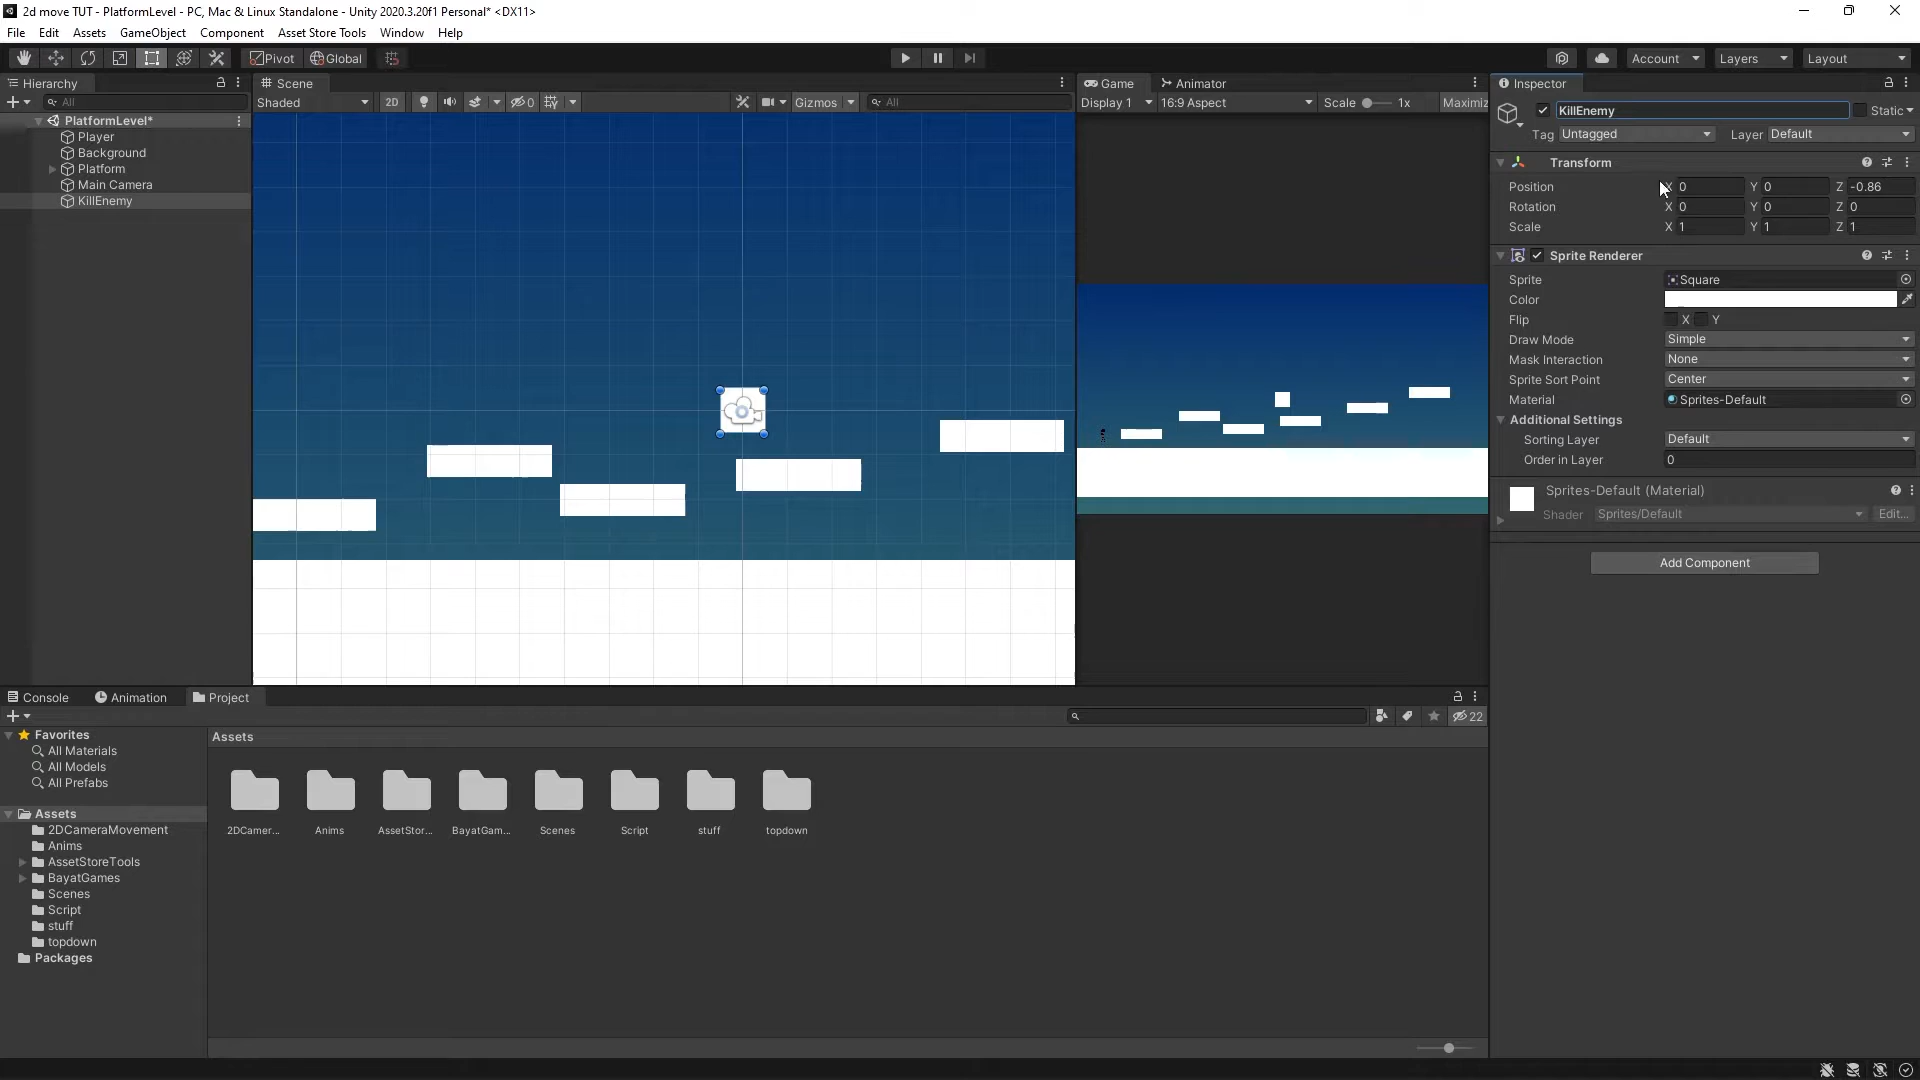 2d move TUT - PlatformLevel - PC, Mac & Linux Standalone - Unity 2020.3.20f1 Personal* <DX11>
File Edit Assets GameObject Component Asset Store Tools Window Help
Pivot Global Account Layers Layout
Hierarchy
All
PlatformLevel*
Player
Background
Platform
Main Camera
KillEnemy
Scene
Shaded 2D 0 Gizmos All
Game Animator
Display 1 16:9 Aspect Scale 1x Maximiz
Inspector
KillEnemy Static
Tag Untagged Layer Default
Transform
Position X 0 Y 0 Z -0.86
Rotation X 0 Y 0 Z 0
Scale X 1 Y 1 Z 1
Sprite Renderer
Sprite Square
Color
Flip X Y
Draw Mode Simple
Mask Interaction None
Sprite Sort Point Center
Material Sprites-Default
Additional Settings
Sorting Layer Default
Order in Layer 0
Sprites-Default (Material)
Shader Sprites/Default Edit...
Add Component
Console Animation Project
22
Favorites
All Materials
All Models
All Prefabs
Assets
2DCameraMovement
Anims
AssetStoreTools
BayatGames
Scenes
Script
stuff
topdown
Packages
Assets
2DCamer... Anims AssetStor... BayatGam... Scenes Script stuff topdown